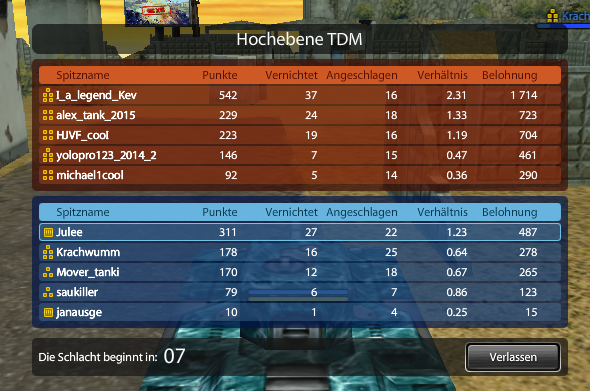 Krach
Hochebene TDM
Spitzname Punkte Vernichtet Angeschlagen Verhältnis Belohnung
I_a_legend_Kev 542 37 16 2.31 1 714
alex_tank_2015 229 24 18 1.33 723
HJVF_cool 223 19 16 1.19 704
yolopro123_2014_2 146 7 15 0.47 461
michael1cool 92 5 14 0.36 290
Spitzname Punkte Vernichtet Angeschlagen Verhältnis Belohnung
Julee 311 27 22 1.23 487
Krachwumm 178 16 25 0.64 278
Mover_tanki 170 12 18 0.67 265
saukiller 79 6 7 0.86 123
janausge 10 1 4 0.25 15
Die Schlacht beginnt in: 07
Verlassen